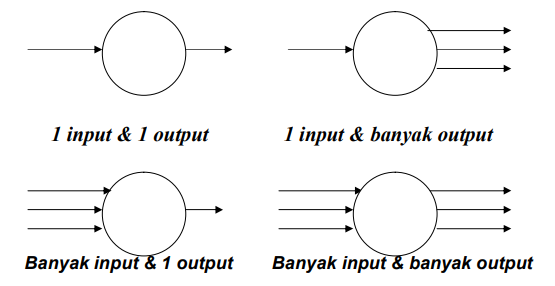 1 input & 1 output
1 input & banyak output
Banyak input & 1 output
Banyak input & banyak output